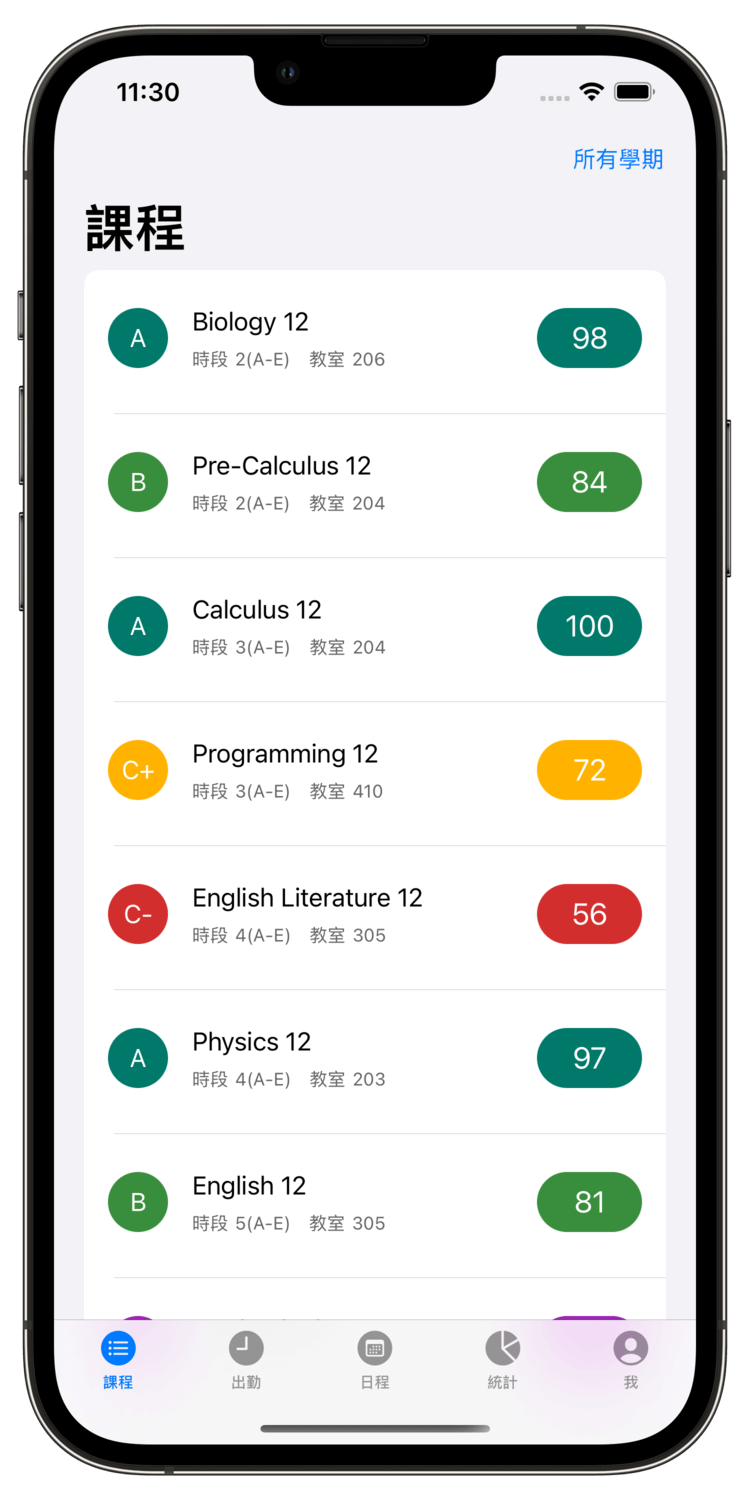 11:30
所有學期
課程
A
Biology 12
時段 2(A-E) 教室 206
98
B
Pre-Calculus 12
時段 2(A-E) 教室 204
84
A
Calculus 12
時段 3(A-E) 教室 204
100
C+
Programming 12
時段 3(A-E) 教室 410
72
C-
English Literature 12
時段 4(A-E) 教室 305
56
A
Physics 12
時段 4(A-E) 教室 203
97
B
English 12
時段 5(A-E) 教室 305
81
課程
出勤
日程
統計
我